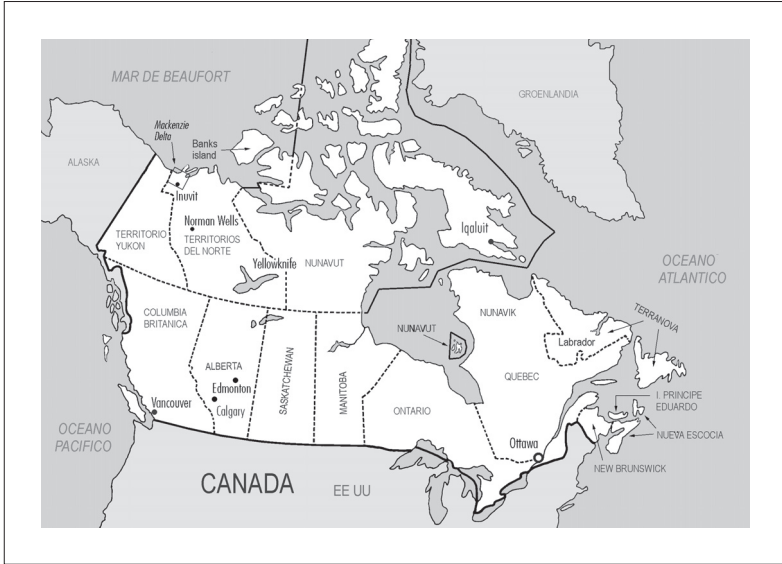 MAR DE BEAUFORT
GROENLANDIA
Mackenzie
Delta
Banks
island
ALASKA
Inuvit
Norman Wells
TERRITORIO
YUKON
TERRITORIOS
DEL NORTE
Iqaluit
Yellowknife
NUNAVUT
OCEANO
ATLANTICO
COLUMBIA
BRITANICA
NUNAVIK
NUNAVUT
TERRANOVA
Labrador
ALBERTA
SASKATCHEWAN
MANITOBA
QUEBEC
Edmonton
Calgary
Vancouver
ONTARIO
I. PRINCIPE
EDUARDO
OCEANO
PACIFICO
Ottawa
NUEVA ESCOCIA
NEW BRUNSWICK
CANADA
EE UU